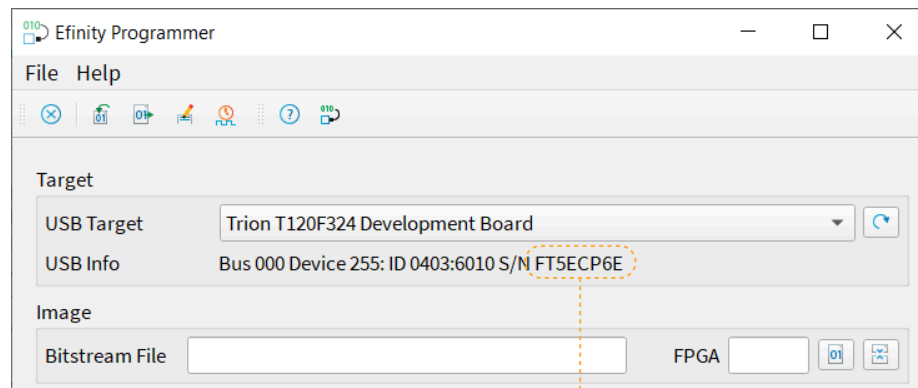 Efinity Programmer
File Help
Target
USB Target Trion T120F324 Development Board
USB Info Bus 000 Device 255: ID 0403:6010 S/N FT5ECP6E
Image
Bitstream File FPGA